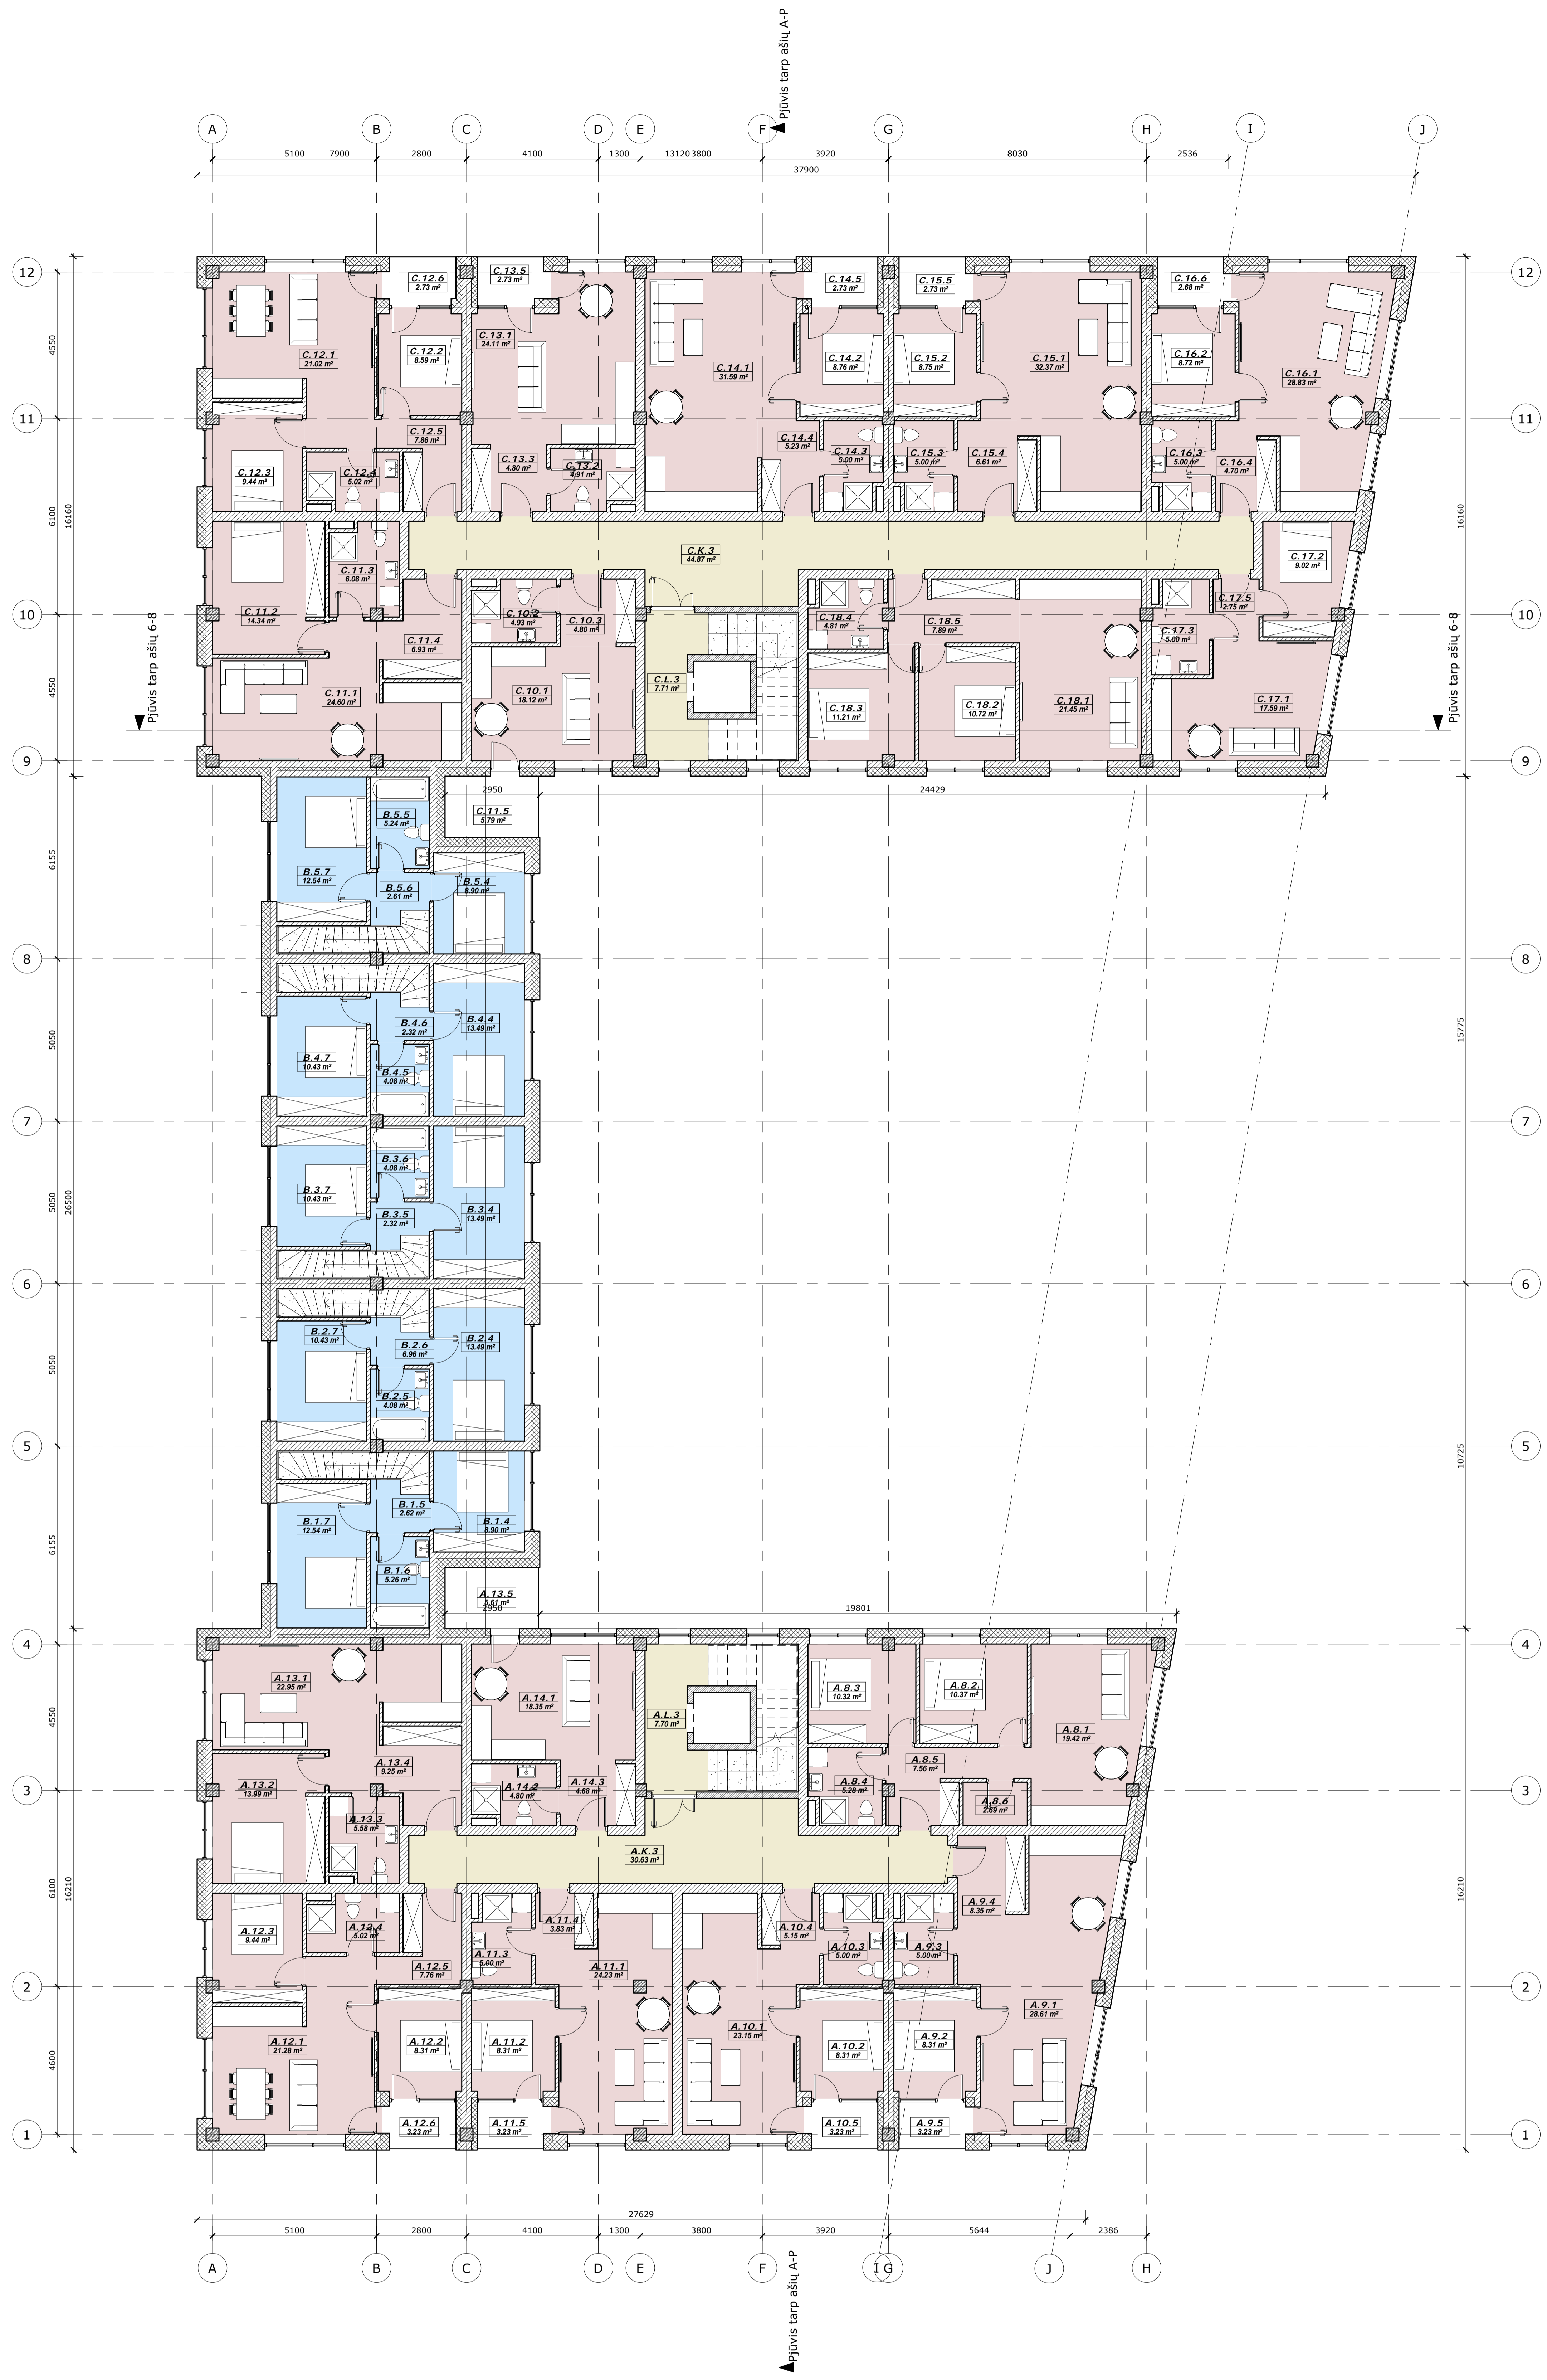 Pjūvis tarp ašių A-P
A
B
C
D
E
F
G
H
I
J
5100
7900
2800
4100
1300
13120
3800
3920
8030
2536
37900
12
12
C.12.6
2.73 m²
C.13.5
2.73 m²
C.14.5
2.73 m²
C.15.5
2.73 m²
C.16.6
2.68 m²
4550
C.12.1
21.02 m²
C.12.2
8.59 m²
C.13.1
24.11 m²
C.14.1
31.59 m²
C.14.2
8.76 m²
C.15.2
8.75 m²
C.15.1
32.37 m²
C.16.2
8.72 m²
C.16.1
28.83 m²
11
11
C.12.5
7.86 m²
C.12.3
9.44 m²
C.12.4
5.02 m²
C.13.3
4.80 m²
C.13.2
4.91 m²
C.14.4
5.23 m²
C.14.3
5.00 m²
C.15.3
5.00 m²
C.15.4
6.61 m²
C.16.3
5.00 m²
C.16.4
4.70 m²
6100
16160
16160
C.K.3
44.87 m²
C.17.2
9.02 m²
C.11.3
6.08 m²
C.11.2
14.34 m²
C.11.4
6.93 m²
C.10.2
4.93 m²
C.10.3
4.80 m²
C.18.4
4.81 m²
C.18.5
7.89 m²
C.17.5
2.75 m²
C.17.3
5.00 m²
10
10
Pjūvis tarp ašių 6-8
Pjūvis tarp ašių 6-8
4550
C.11.1
24.60 m²
C.10.1
18.12 m²
C.L.3
7.71 m²
C.18.3
11.21 m²
C.18.2
10.72 m²
C.18.1
21.45 m²
C.17.1
17.59 m²
9
9
2950
24429
C.11.5
5.79 m²
B.5.5
5.24 m²
6155
B.5.7
12.54 m²
B.5.6
2.61 m²
B.5.4
8.90 m²
8
8
B.4.6
2.32 m²
B.4.4
13.49 m²
5050
15775
B.4.7
10.43 m²
B.4.5
4.08 m²
7
7
B.3.6
4.08 m²
B.3.7
10.43 m²
5050
26500
B.3.5
2.32 m²
B.3.4
13.49 m²
6
6
B.2.7
10.43 m²
B.2.6
6.96 m²
B.2.4
13.49 m²
5050
B.2.5
4.08 m²
5
5
10725
B.1.5
2.62 m²
B.1.7
12.54 m²
B.1.4
8.90 m²
6155
B.1.6
5.26 m²
A.13.5
5.61 m²
2950
19801
4
4
A.13.1
22.95 m²
A.14.1
18.35 m²
A.L.3
7.70 m²
A.8.3
10.32 m²
A.8.2
10.37 m²
A.8.1
19.42 m²
4550
A.13.4
9.25 m²
A.13.2
13.99 m²
A.14.2
4.80 m²
A.14.3
4.68 m²
A.8.4
5.28 m²
A.8.5
7.56 m²
A.8.6
2.69 m²
3
3
A.13.3
5.58 m²
A.K.3
30.63 m²
6100
16210
16210
A.9.4
8.35 m²
A.12.3
9.44 m²
A.12.4
5.02 m²
A.12.5
7.76 m²
A.11.4
3.83 m²
A.11.3
5.00 m²
A.11.1
24.23 m²
A.10.4
5.15 m²
A.10.3
5.00 m²
A.9.3
5.00 m²
2
2
A.9.1
28.61 m²
4600
A.12.1
21.28 m²
A.12.2
8.31 m²
A.11.2
8.31 m²
A.10.1
23.15 m²
A.10.2
8.31 m²
A.9.2
8.31 m²
A.12.6
3.23 m²
A.11.5
3.23 m²
A.10.5
3.23 m²
A.9.5
3.23 m²
1
1
27629
5100
2800
4100
1300
3800
3920
5644
2386
A
B
C
D
E
F
I
G
J
H
Pjūvis tarp ašių A-P